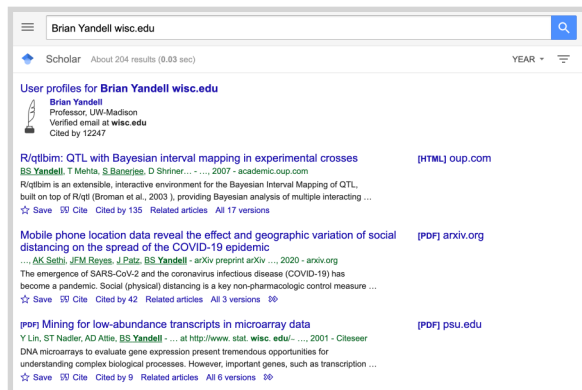 Brian Yandell wisc.edu
Scholar About 204 results (0.03 sec) YEAR
User profiles for Brian Yandell wisc.edu
Brian Yandell
Professor, UW-Madison
Verified email at wisc.edu
Cited by 12247
R/qtlbim: QTL with Bayesian interval mapping in experimental crosses [HTML] oup.com
BS Yandell, T Mehta, S Banerjee, D Shriner… - …, 2007 - academic.oup.com
R/qtlbim is an extensible, interactive environment for the Bayesian Interval Mapping of QTL,
built on top of R/qtl (Broman et al., 2003 ), providing Bayesian analysis of multiple interacting …
Save Cite Cited by 135 Related articles All 17 versions
Mobile phone location data reveal the effect and geographic variation of social [PDF] arxiv.org
distancing on the spread of the COVID-19 epidemic
…, AK Sethi, JFM Reyes, J Patz, BS Yandell - arXiv preprint arXiv …, 2020 - arxiv.org
The emergence of SARS-CoV-2 and the coronavirus infectious disease (COVID-19) has
become a pandemic. Social (physical) distancing is a key non-pharmacologic control measure …
Save Cite Cited by 42 Related articles All 3 versions
[PDF] Mining for low-abundance transcripts in microarray data [PDF] psu.edu
Y Lin, ST Nadler, AD Attie, BS Yandell - … at http://www. stat. wisc. edu/~ …, 2001 - Citeseer
DNA microarrays to evaluate gene expression present tremendous opportunities for
understanding complex biological processes. However, important genes, such as transcription …
Save Cite Cited by 9 Related articles All 6 versions